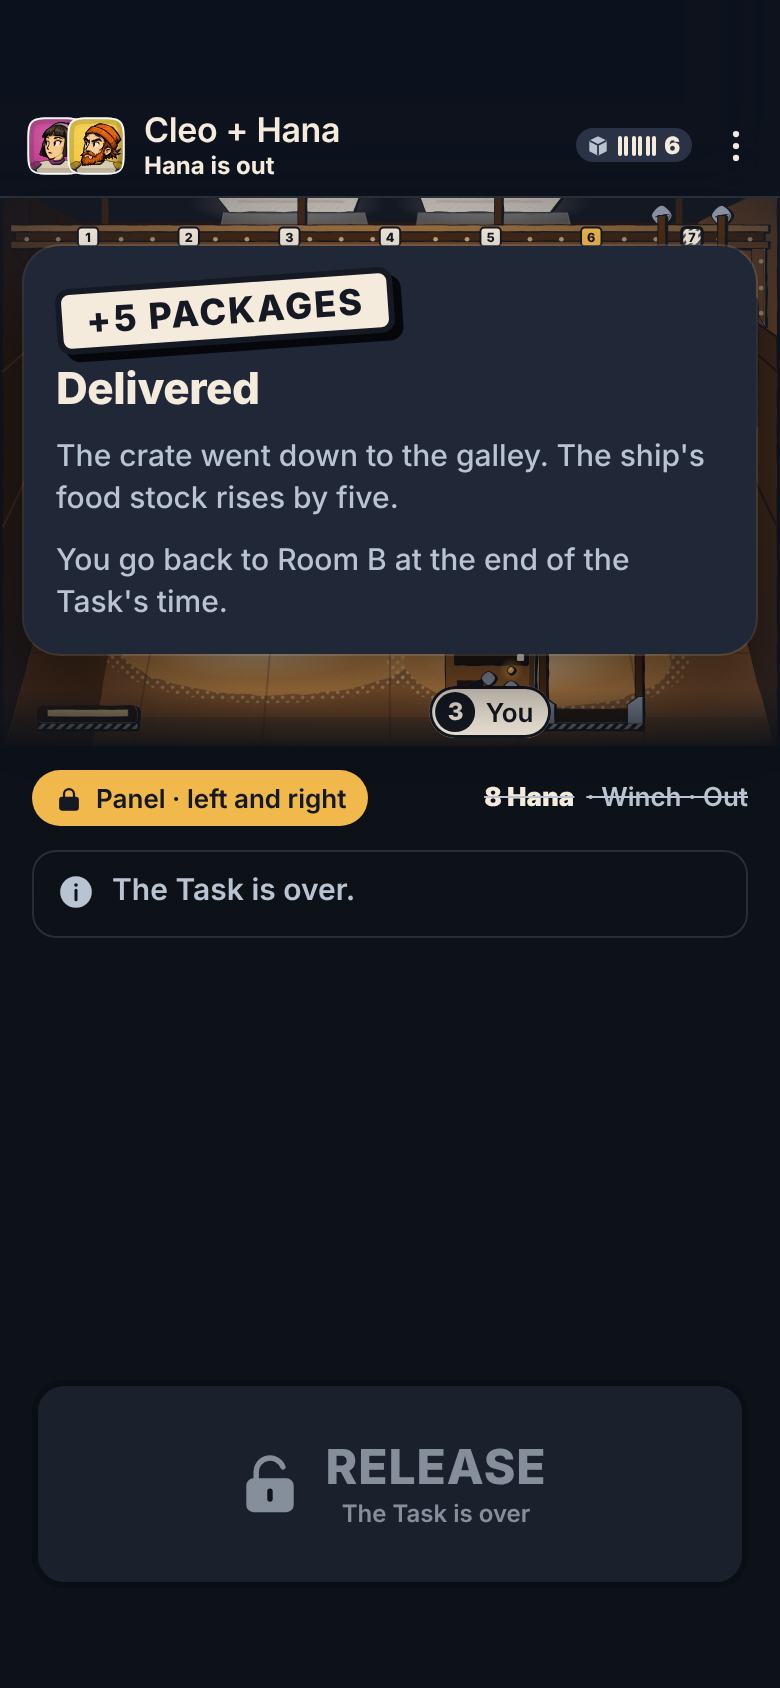 Cleo + Hana
Hana is out
6
1 2 3 4 5 6 7
+5 PACKAGES
Delivered
The crate went down to the galley. The ship's
food stock rises by five.
You go back to Room B at the end of the
Task's time.
3 You
Panel · left and right
8 Hana · Winch · Out
The Task is over.
RELEASE
The Task is over